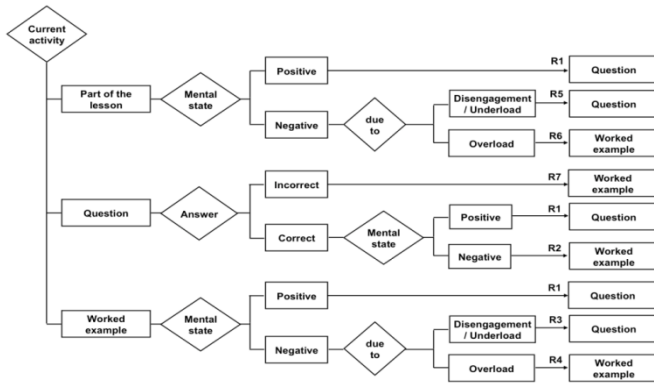 Current
activity
Part of the
lesson
Mental
state
Positive
R1
Question
Negative
due
to
Disengagement
/ Underload
R5
Question
Overload
R6
Worked
example
Question
Answer
Incorrect
R7
Worked
example
Correct
Mental
state
Positive
R1
Question
Negative
R2
Worked
example
Worked
example
Mental
state
Positive
R1
Question
Negative
due
to
Disengagement
/ Underload
R3
Question
Overload
R4
Worked
example